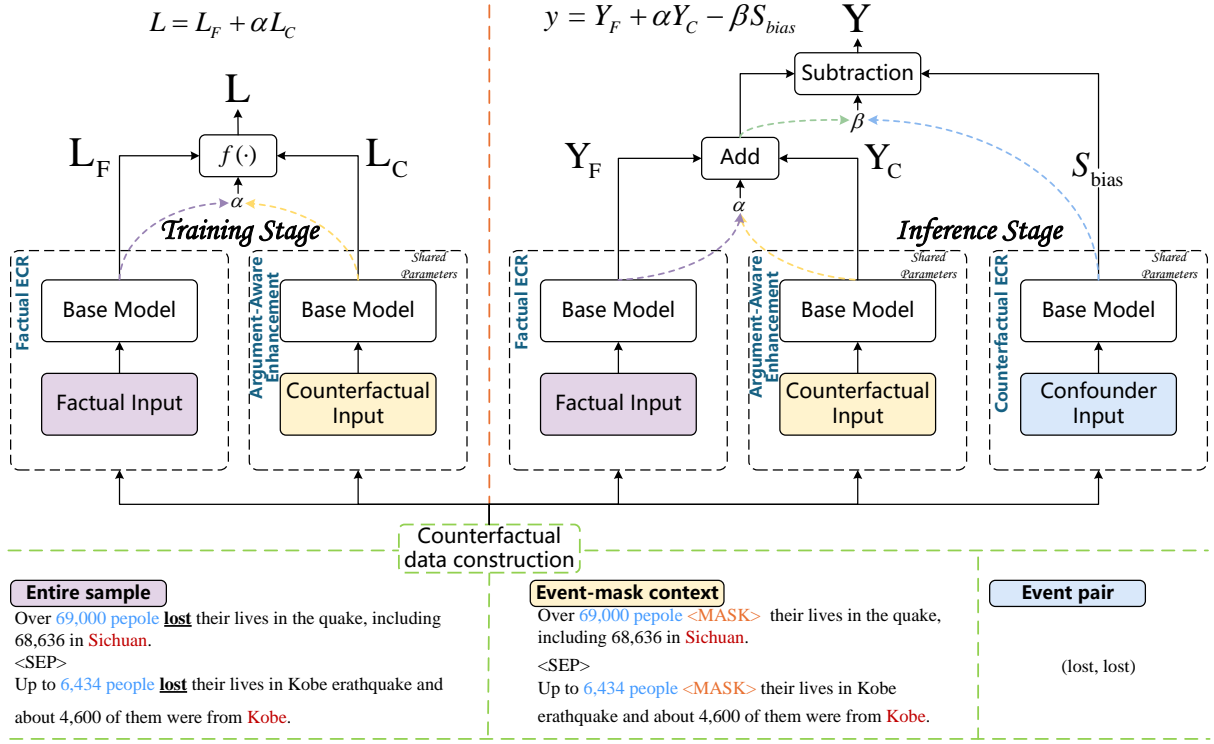 L = L_F + αL_C
y = Y_F + αY_C − βS_bias
Y
Subtraction
β
L
f(·)
L_F
L_C
α
Training Stage
Add
Y_F
Y_C
S_bias
α
Inference Stage
Factual ECR
Base Model
Factual Input
Argument-Aware
Enhancement
Shared
Parameters
Base Model
Counterfactual
Input
Factual ECR
Base Model
Factual Input
Argument-Aware
Enhancement
Shared
Parameters
Base Model
Counterfactual
Input
Counterfactual ECR
Shared
Parameters
Base Model
Confounder
Input
Counterfactual
data construction
Entire sample
Over 69,000 pepole lost their lives in the quake, including
68,636 in Sichuan.
<SEP>
Up to 6,434 people lost their lives in Kobe erathquake and
about 4,600 of them were from Kobe.
Event-mask context
Over 69,000 pepole <MASK> their lives in the quake,
including 68,636 in Sichuan.
<SEP>
Up to 6,434 people <MASK> their lives in Kobe
erathquake and about 4,600 of them were from Kobe.
Event pair
(lost, lost)